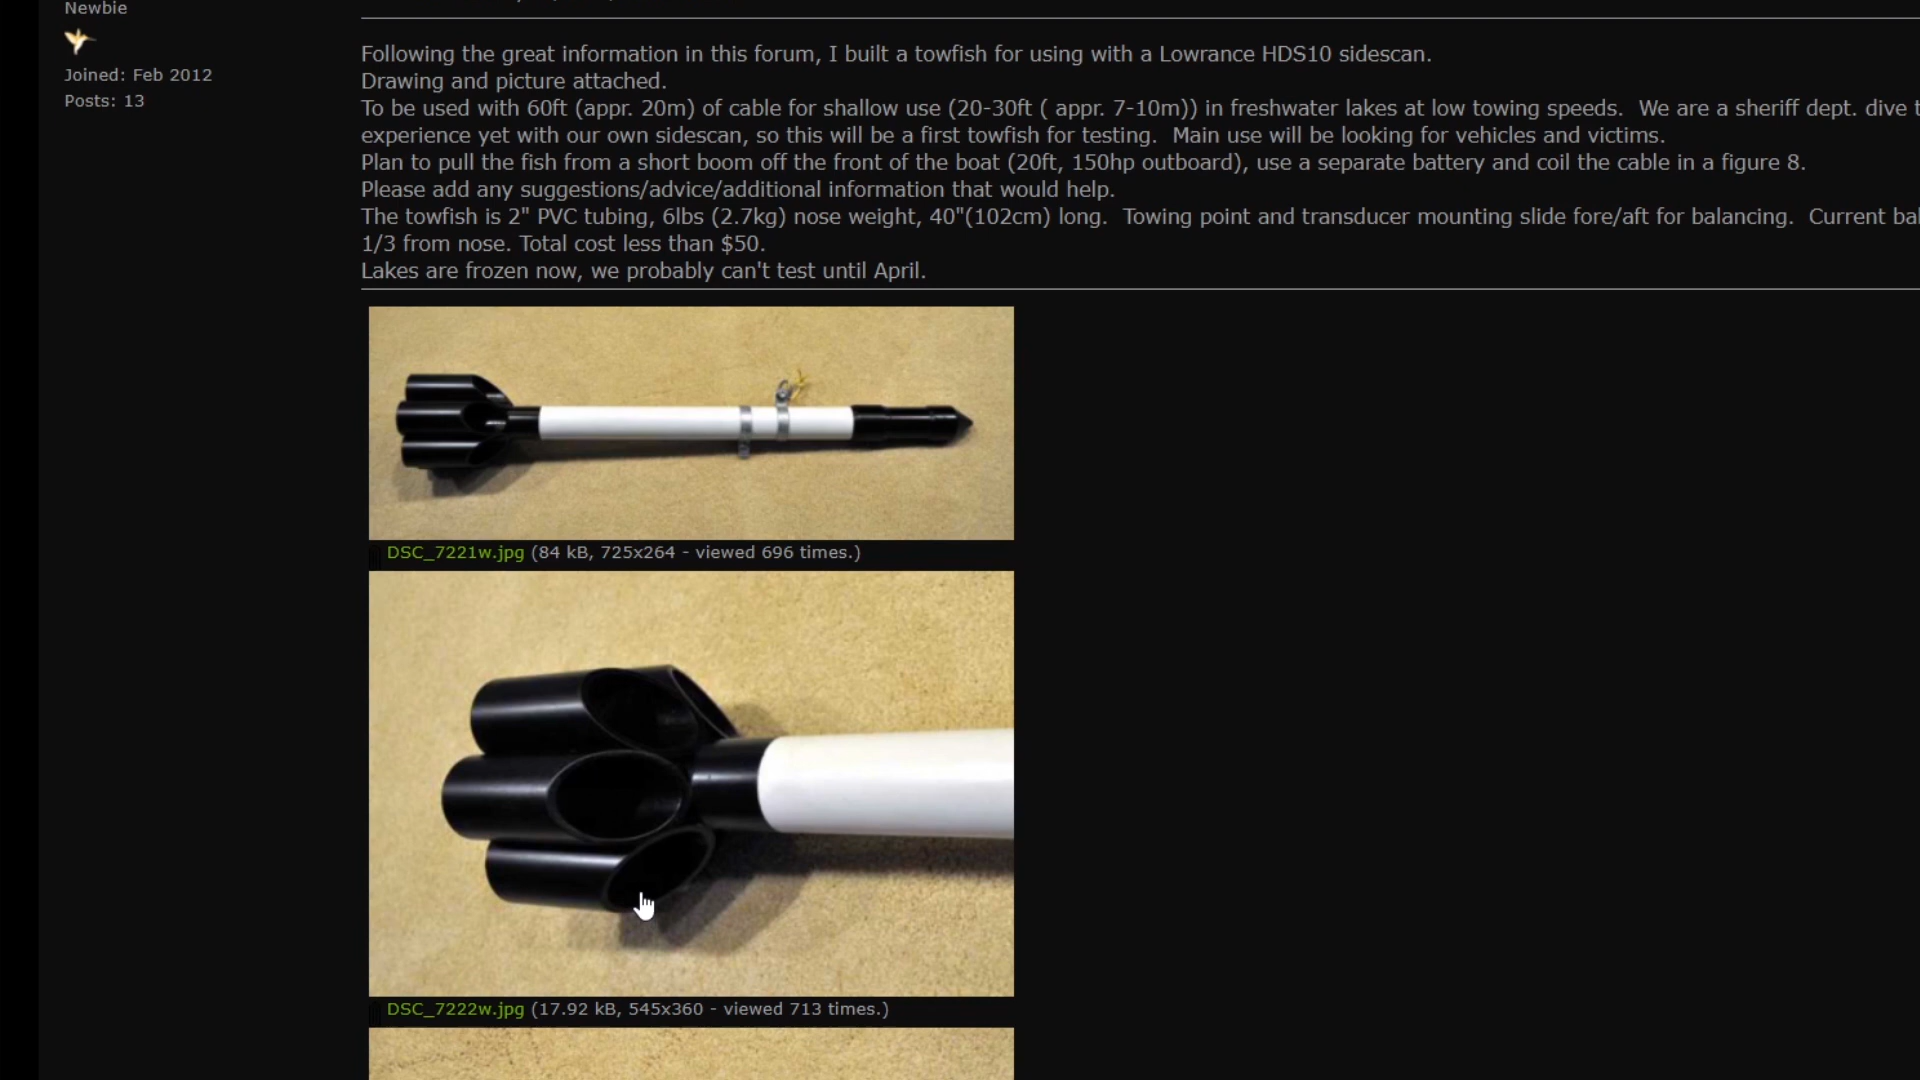 Newbie
Joined: Feb 2012
Posts: 13
Following the great information in this forum, I built a towfish for using with a Lowrance HDS10 sidescan.
Drawing and picture attached.
To be used with 60ft (appr. 20m) of cable for shallow use (20-30ft ( appr. 7-10m)) in freshwater lakes at low towing speeds. We are a sheriff dept. dive
experience yet with our own sidescan, so this will be a first towfish for testing. Main use will be looking for vehicles and victims.
Plan to pull the fish from a short boom off the front of the boat (20ft, 150hp outboard), use a separate battery and coil the cable in a figure 8.
Please add any suggestions/advice/additional information that would help.
The towfish is 2" PVC tubing, 6lbs (2.7kg) nose weight, 40"(102cm) long. Towing point and transducer mounting slide fore/aft for balancing. Current
1/3 from nose. Total cost less than $50.
Lakes are frozen now, we probably can't test until April.
DSC_7221w.jpg (84 kB, 725x264 - viewed 696 times.)
DSC_7222w.jpg (17.92 kB, 545x360 - viewed 713 times.)